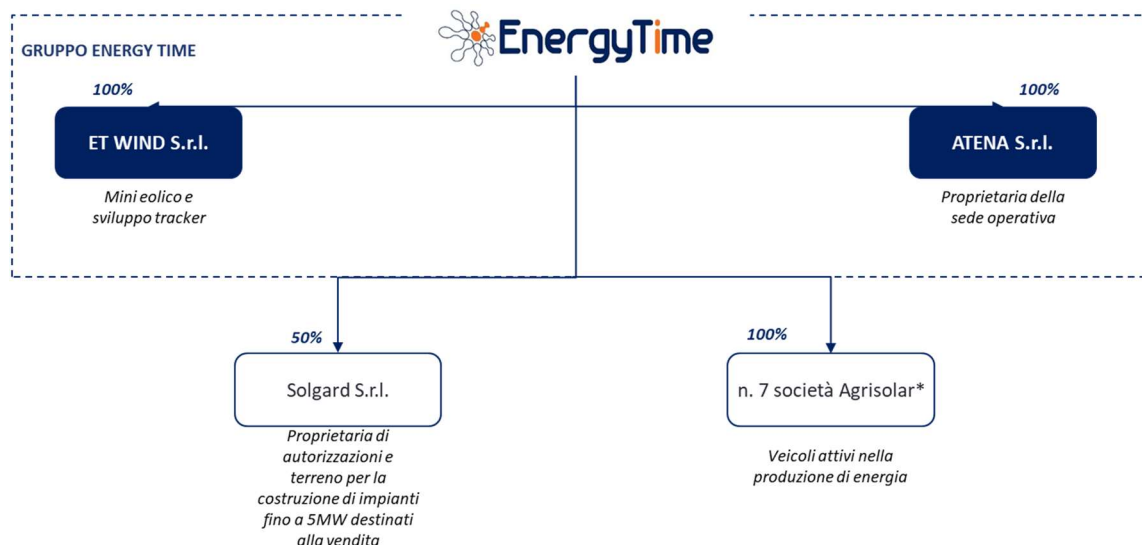 EnergyTime
GRUPPO ENERGY TIME
100%
100%
ET WIND S.r.l.
ATENA S.r.l.
Mini eolico e
sviluppo tracker
Proprietaria della
sede operativa
50%
100%
Solgard S.r.l.
n. 7 società Agrisolar*
Proprietaria di
autorizzazioni e
terreno per la
costruzione di impianti
fino a 5MW destinati
alla vendita
Veicoli attivi nella
produzione di energia